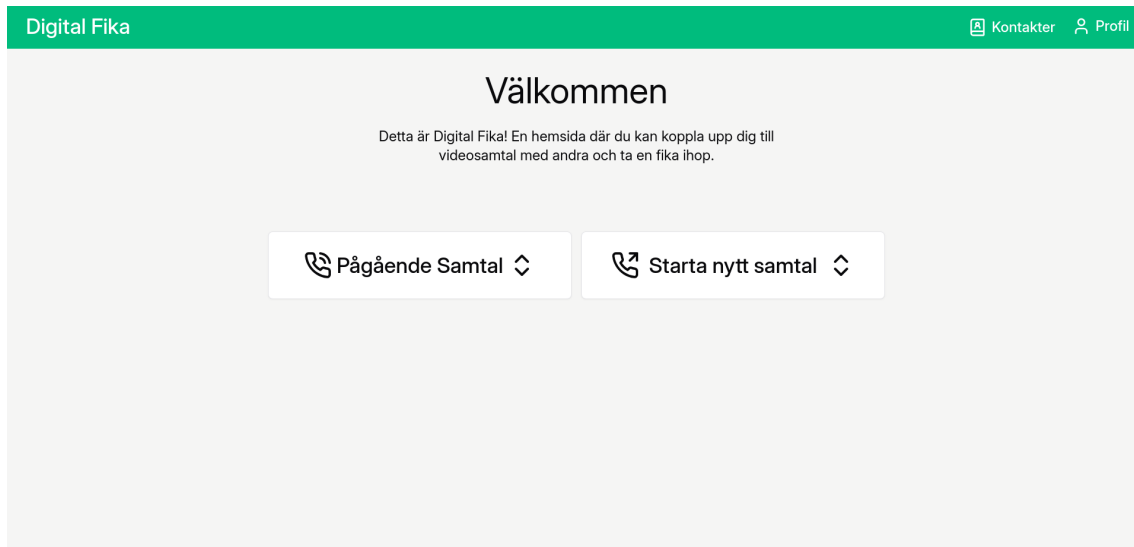 Digital Fika
Kontakter
Profil
Välkommen
Detta är Digital Fika! En hemsida där du kan koppla upp dig till
videosamtal med andra och ta en fika ihop.
Pågående Samtal
Starta nytt samtal